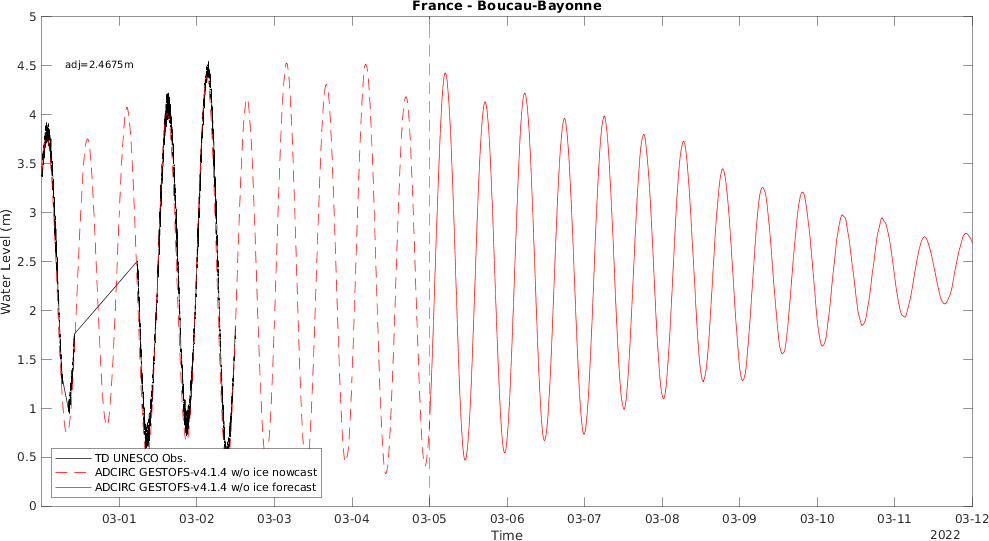 France - Boucau-Bayonne
adj=2.4675m
Water Level (m)
5
4.5
4
3.5
3
2.5
2
1.5
1
0.5
0
TD UNESCO Obs.
ADCIRC GESTOFS-v4.1.4 w/o ice nowcast
ADCIRC GESTOFS-v4.1.4 w/o ice forecast
03-01 03-02 03-03 03-04 03-05 03-06 03-07 03-08 03-09 03-10 03-11 03-12
Time
2022